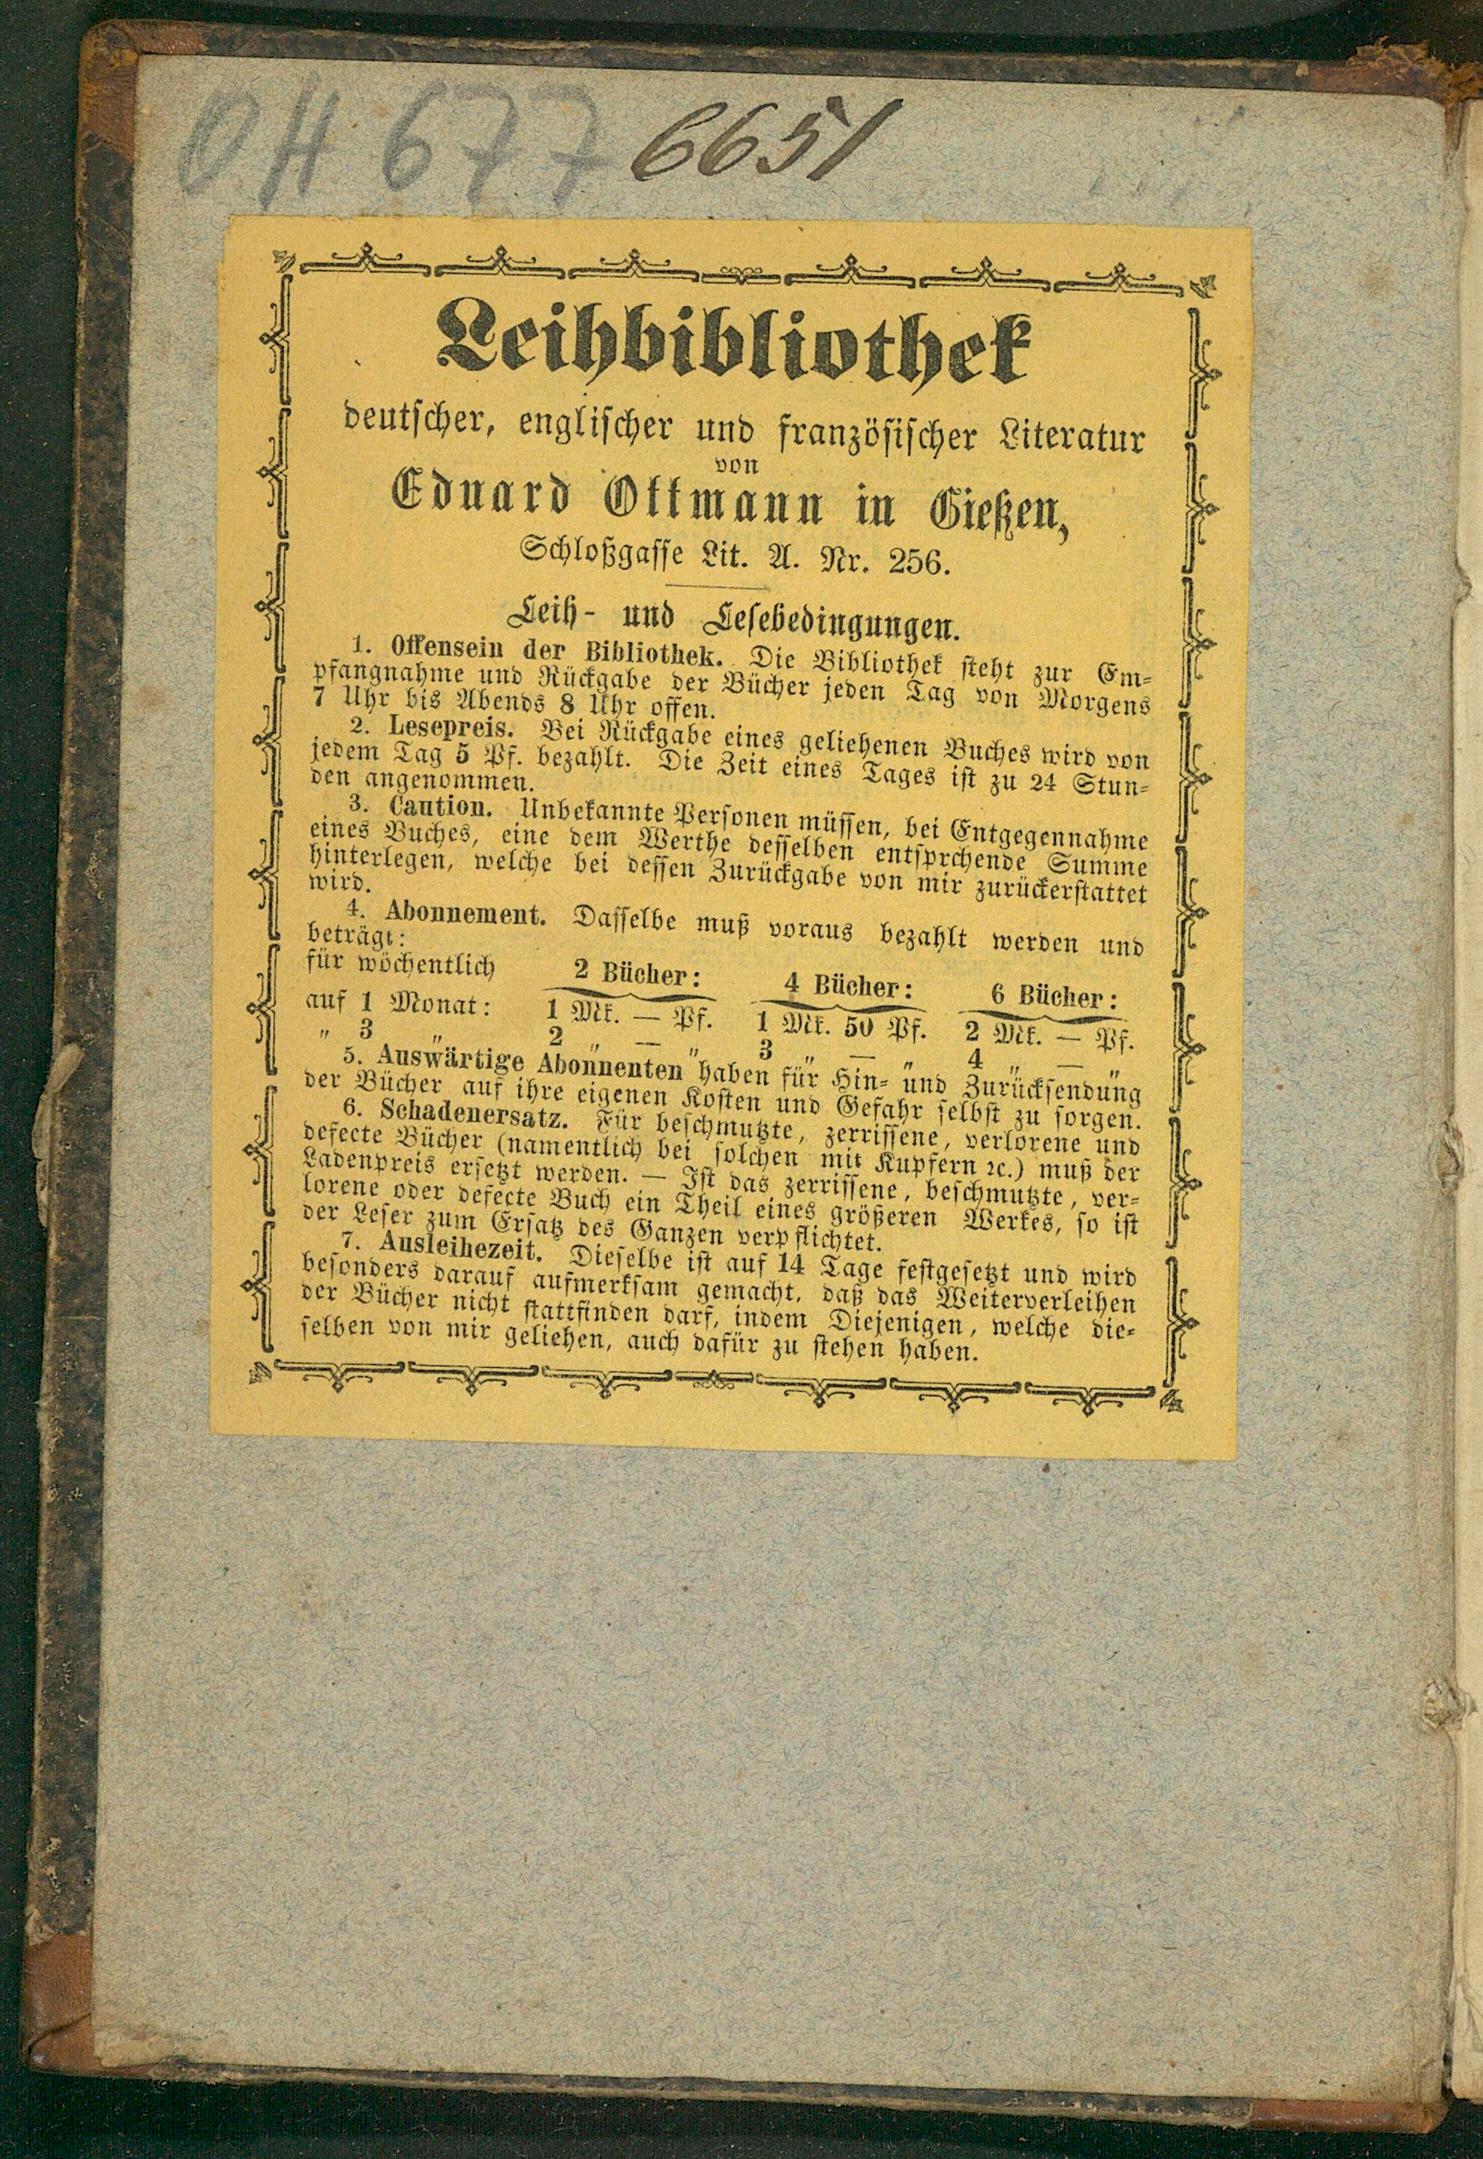 OH 677 6651
Leihbibliothek
deutscher, englischer und französischer Literatur
von
Eduard Ottmann in Gießen,
Schloßgasse Lit. A. Nr. 256.
Leih- und Lesebedingungen.
1. Offensein der Bibliothek. Die Bibliothek steht zur Em-
pfangnahme und Rückgabe der Bücher jeden Tag von Morgens
7 Uhr bis Abends 8 Uhr offen.
2. Lesepreis. Bei Rückgabe eines geliehenen Buches wird von
jedem Tag 5 Pf. bezahlt. Die Zeit eines Tages ist zu 24 Stun-
den angenommen.
3. Caution. Unbekannte Personen müssen, bei Entgegennahme
eines Buches, eine dem Werthe desselben entsprchende Summe
hinterlegen, welche bei dessen Zurückgabe von mir zurückerstattet
wird.
4. Abonnement. Dasselbe muß voraus bezahlt werden und
beträgt:
für wöchentlich 2 Bücher: 4 Bücher: 6 Bücher:
auf 1 Monat: 1 Mk. — Pf. 1 Mk. 50 Pf. 2 Mk. — Pf.
" 3 " 2 " — " 3 " — " 4 " — "
5. Auswärtige Abonnenten haben für Hin- und Zurücksendung
der Bücher auf ihre eigenen Kosten und Gefahr selbst zu sorgen.
6. Schadenersatz. Für beschmutzte, zerrissene, verlorene und
defecte Bücher (namentlich bei solchen mit Kupfern ꝛc.) muß der
Ladenpreis ersetzt werden. — Ist das zerrissene, beschmutzte, ver-
lorene oder defecte Buch ein Theil eines größeren Werkes, so ist
der Leser zum Ersatz des Ganzen verpflichtet.
7. Ausleihezeit. Dieselbe ist auf 14 Tage festgesetzt und wird
besonders darauf aufmerksam gemacht, daß das Weiterverleihen
der Bücher nicht stattfinden darf, indem Diejenigen, welche die-
selben von mir geliehen, auch dafür zu stehen haben.